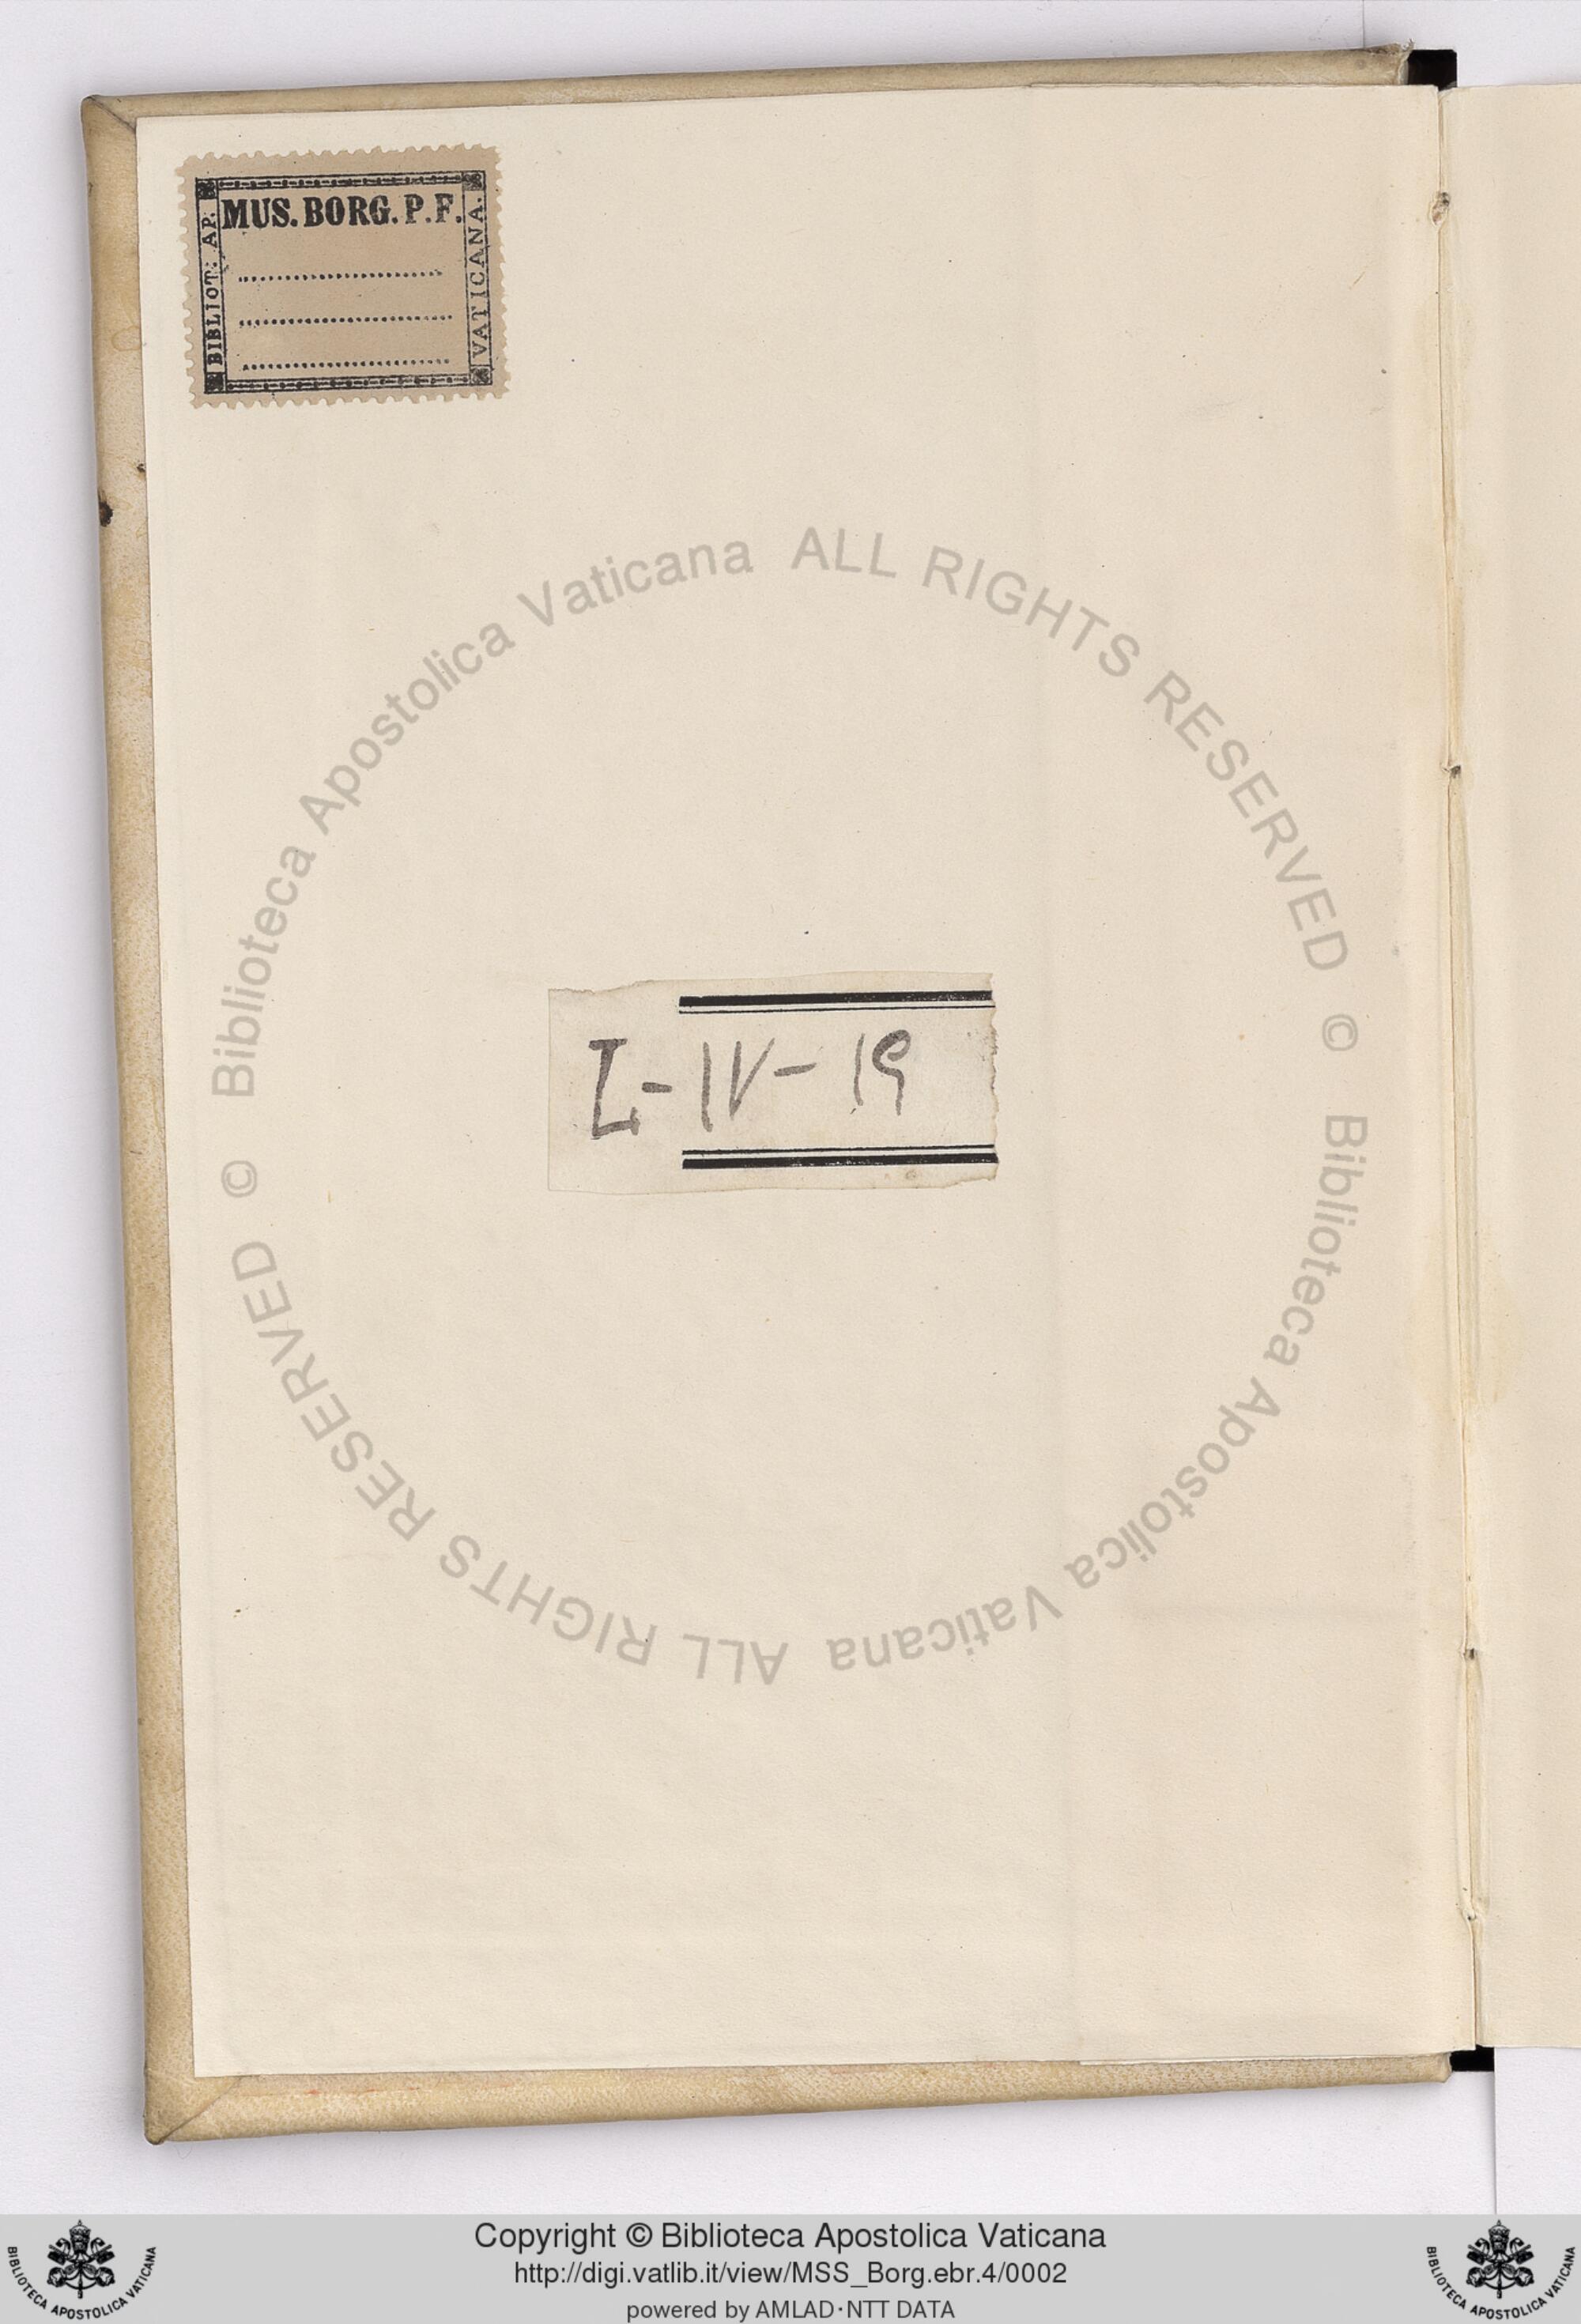 MUS. BORG. P. F.
BIBLIOT. AP.
VATICANA.
© Biblioteca Apostolica Vaticana ALL RIGHTS RESERVED
© Biblioteca Apostolica Vaticana ALL RIGHTS RESERVED
L-IV-19
Copyright © Biblioteca Apostolica Vaticana
http://digi.vatlib.it/view/MSS_Borg.ebr.4/0002
powered by AMLAD·NTT DATA
BIBLIOTECA APOSTOLICA VATICANA
BIBLIOTECA APOSTOLICA VATICANA